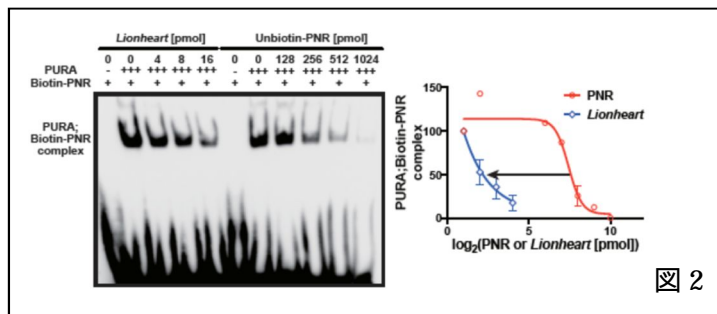 Lionheart [pmol] Unbiotin-PNR [pmol]
0 0 4 8 16 0 0 128 256 512 1024
PURA - +++ +++ +++ +++ - +++ +++ +++ +++ +++
Biotin-PNR + + + + + + + + + + +
PURA;
Biotin-PNR
complex
PURA;Biotin-PNR
complex
150
100
50
0
0 5 10
log2(PNR or Lionheart [pmol])
PNR
Lionheart
図 2